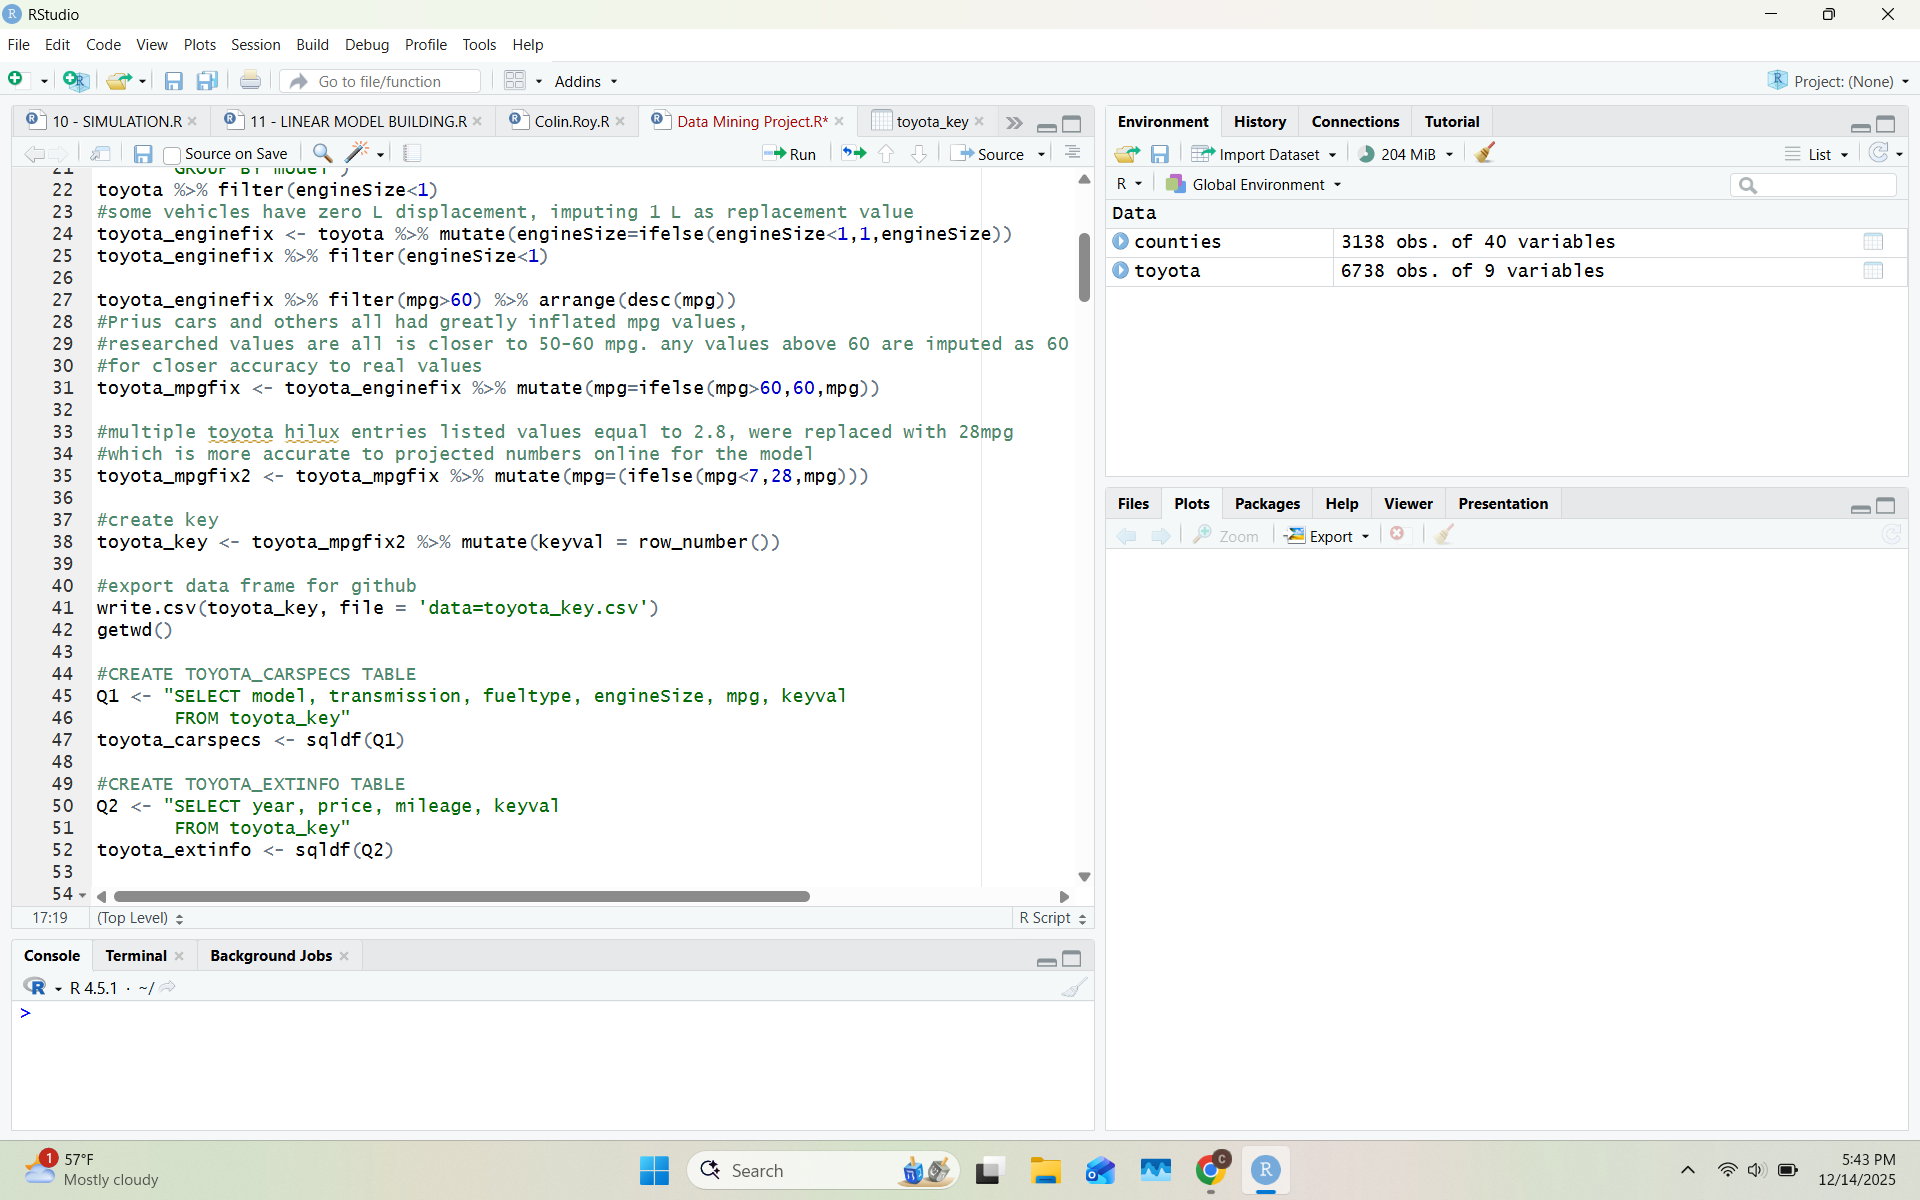 RStudio
File Edit Code View Plots Session Build Debug Profile Tools Help
Go to file/function
Addins
Project: (None)
10 - SIMULATION.R
11 - LINEAR MODEL BUILDING.R
Colin.Roy.R
Data Mining Project.R*
toyota_key
Source on Save
Run
Source
21 GROUP BY model")
22 toyota %>% filter(engineSize<1)
23 #some vehicles have zero L displacement, imputing 1 L as replacement value
24 toyota_enginefix <- toyota %>% mutate(engineSize=ifelse(engineSize<1,1,engineSize))
25 toyota_enginefix %>% filter(engineSize<1)
26
27 toyota_enginefix %>% filter(mpg>60) %>% arrange(desc(mpg))
28 #Prius cars and others all had greatly inflated mpg values,
29 #researched values are all is closer to 50-60 mpg. any values above 60 are imputed as 60
30 #for closer accuracy to real values
31 toyota_mpgfix <- toyota_enginefix %>% mutate(mpg=ifelse(mpg>60,60,mpg))
32
33 #multiple toyota hilux entries listed values equal to 2.8, were replaced with 28mpg
34 #which is more accurate to projected numbers online for the model
35 toyota_mpgfix2 <- toyota_mpgfix %>% mutate(mpg=(ifelse(mpg<7,28,mpg)))
36
37 #create key
38 toyota_key <- toyota_mpgfix2 %>% mutate(keyval = row_number())
39
40 #export data frame for github
41 write.csv(toyota_key, file = 'data=toyota_key.csv')
42 getwd()
43
44 #CREATE TOYOTA_CARSPECS TABLE
45 Q1 <- "SELECT model, transmission, fueltype, engineSize, mpg, keyval
46 FROM toyota_key"
47 toyota_carspecs <- sqldf(Q1)
48
49 #CREATE TOYOTA_EXTINFO TABLE
50 Q2 <- "SELECT year, price, mileage, keyval
51 FROM toyota_key"
52 toyota_extinfo <- sqldf(Q2)
53
54
17:19 (Top Level) R Script
Console Terminal Background Jobs
R 4.5.1 · ~/
>
Environment History Connections Tutorial
Import Dataset 204 MiB List
R Global Environment
Data
counties 3138 obs. of 40 variables
toyota 6738 obs. of 9 variables
Files Plots Packages Help Viewer Presentation
Zoom Export
1
57°F
Mostly cloudy
Search
C
R
5:43 PM
12/14/2025